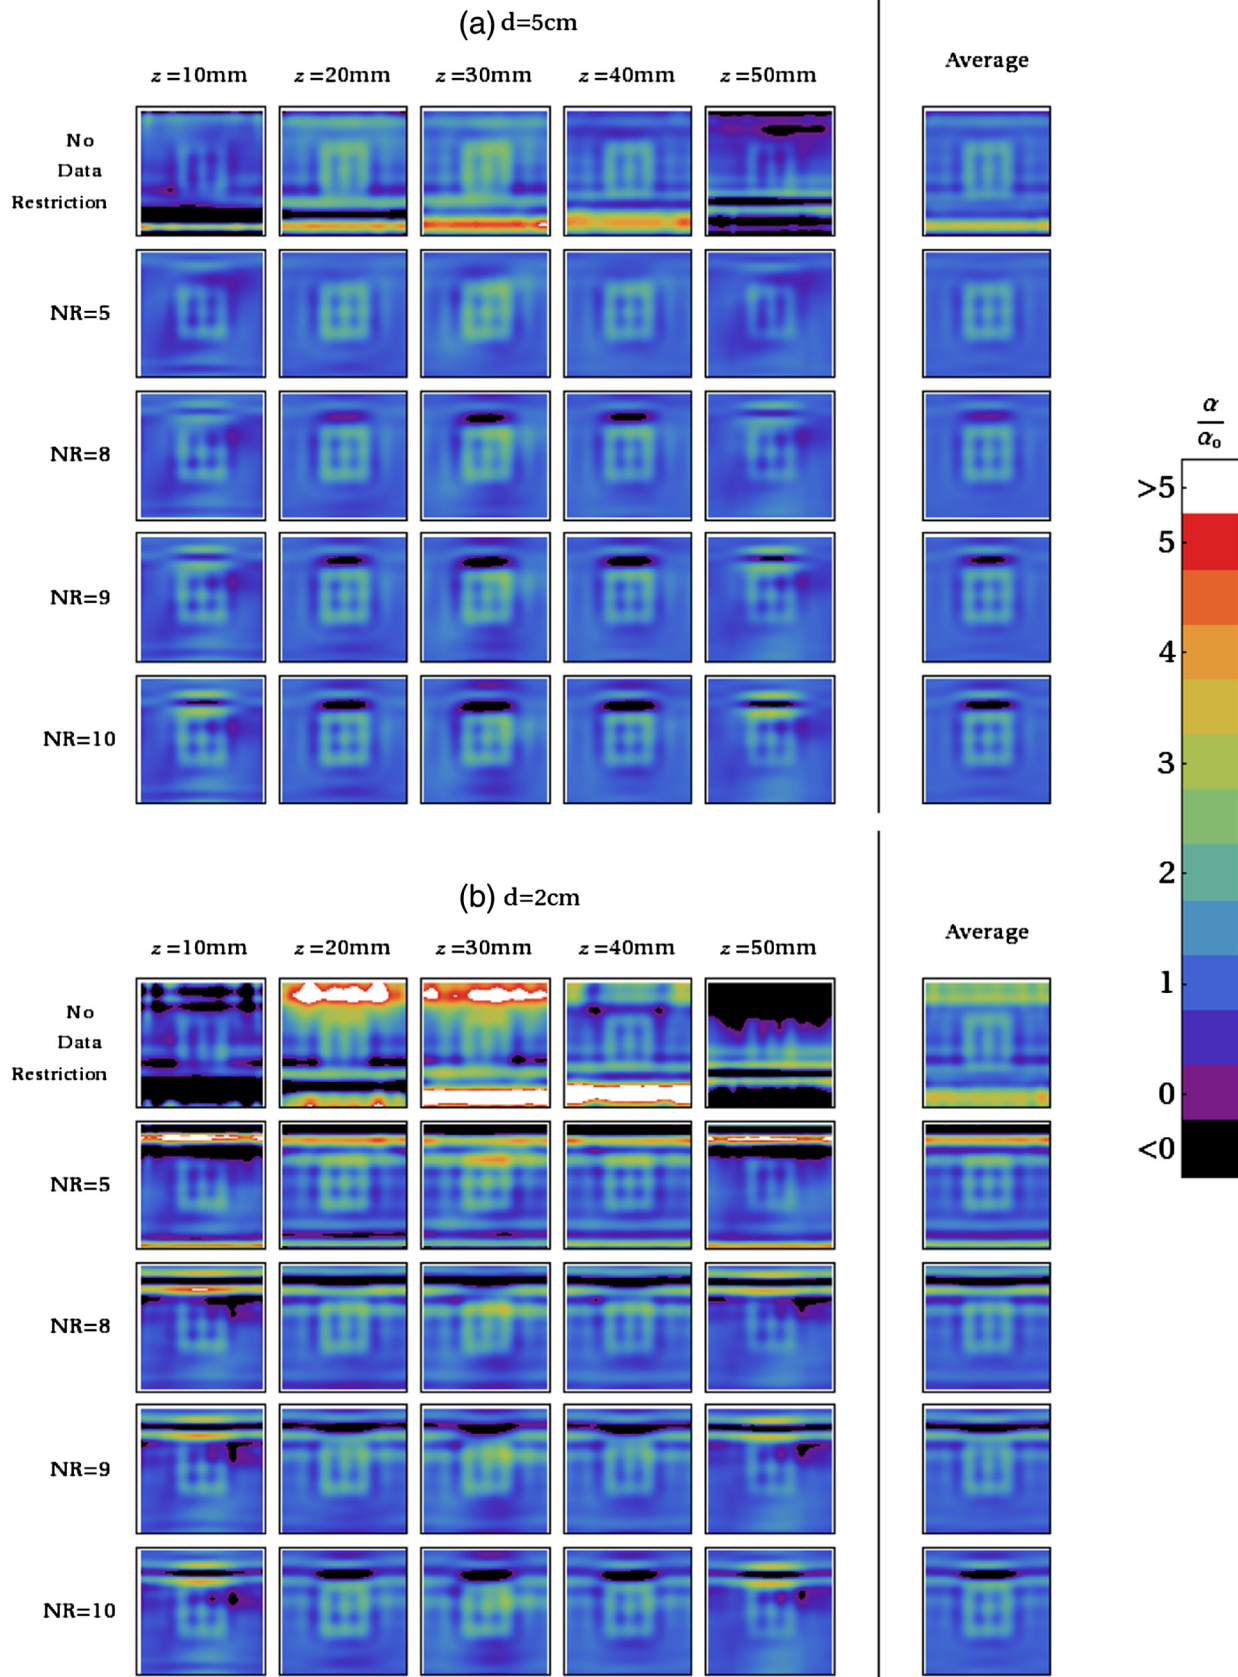 (a) d=5cm
z =10mm z =20mm z =30mm z =40mm z =50mm Average
No
Data
Restriction
NR=5
NR=8
NR=9
NR=10
α
αo
>5
5
4
3
2
1
0
<0
(b) d=2cm
z =10mm z =20mm z =30mm z =40mm z =50mm Average
No
Data
Restriction
NR=5
NR=8
NR=9
NR=10